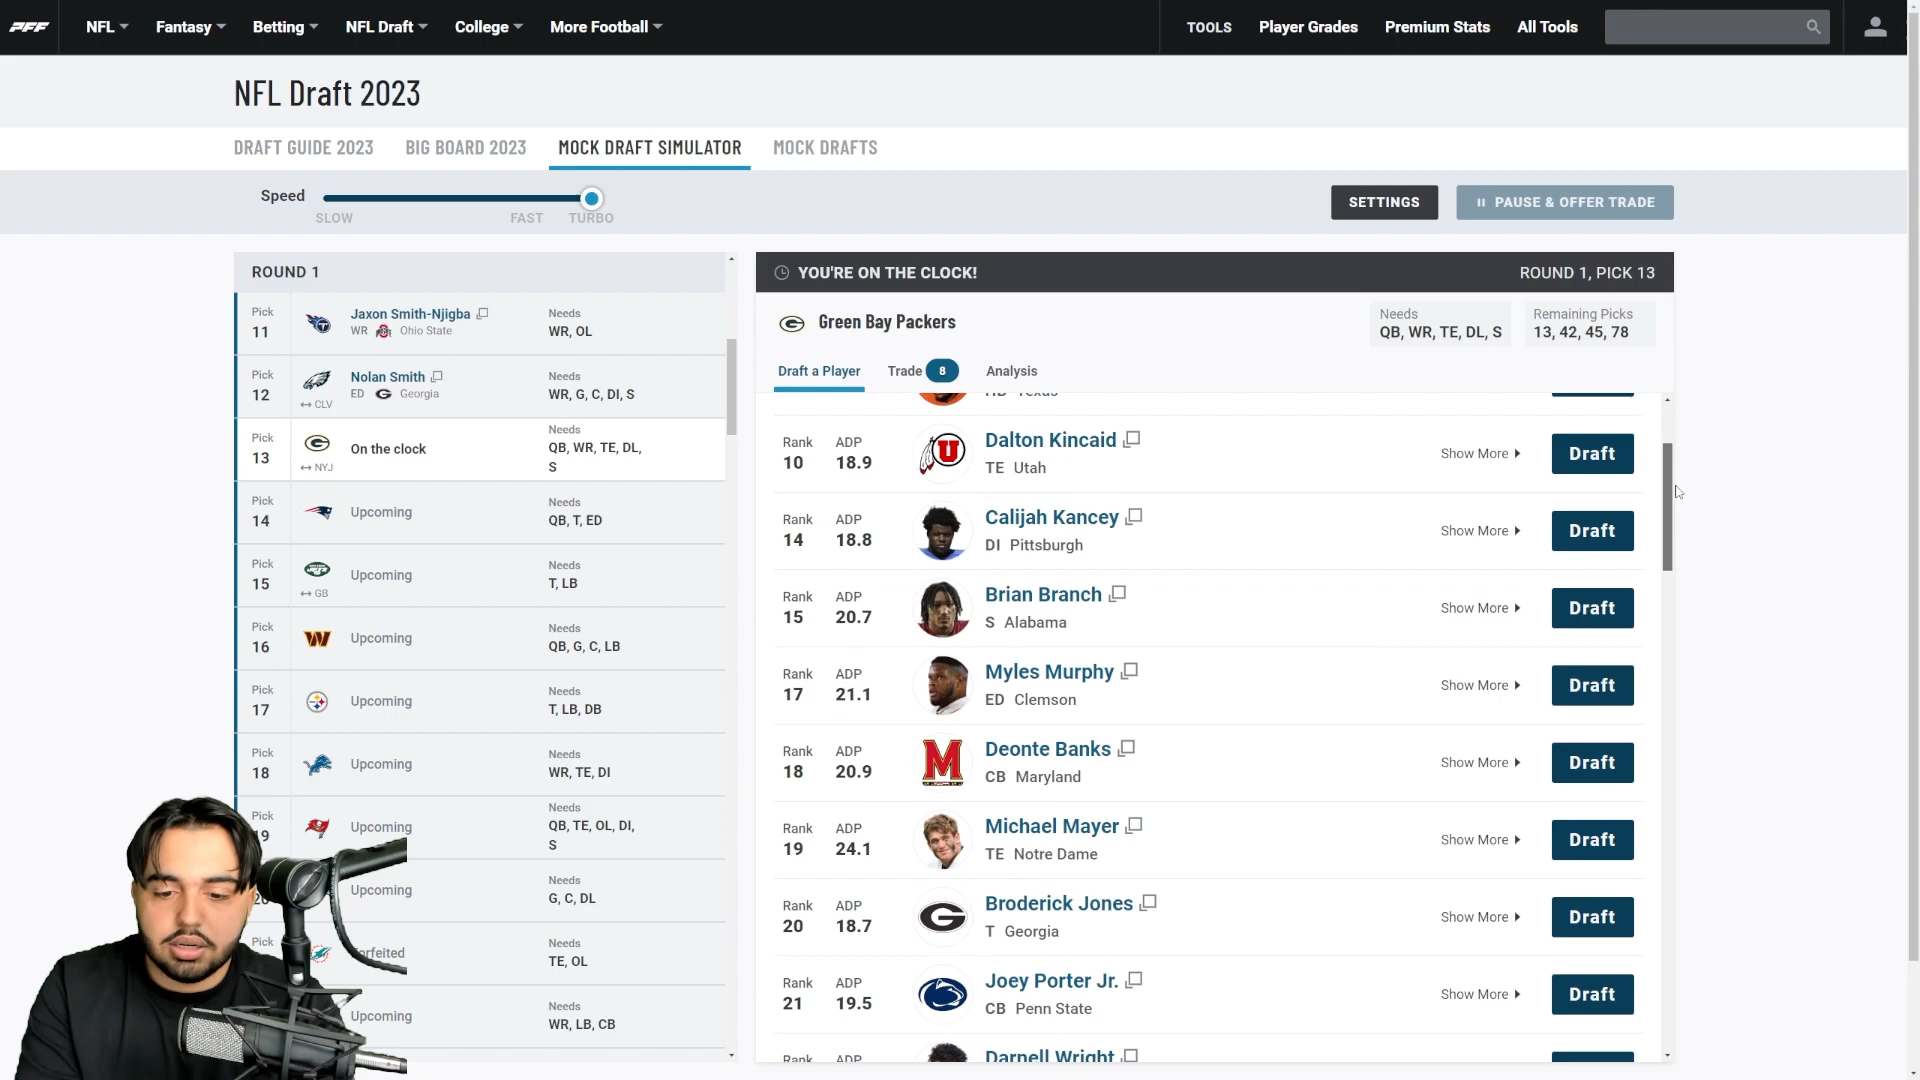 PFF
NFL
Fantasy
Betting
NFL Draft
College
More Football
TOOLS
Player Grades
Premium Stats
All Tools
NFL Draft 2023
DRAFT GUIDE 2023
BIG BOARD 2023
MOCK DRAFT SIMULATOR
MOCK DRAFTS
Speed
SLOW
FAST
TURBO
SETTINGS
PAUSE & OFFER TRADE
ROUND 1
Pick
11
Jaxon Smith-Njigba
WR Ohio State
Needs
WR, OL
Pick
12
CLV
Nolan Smith
ED Georgia
Needs
WR, G, C, DI, S
Pick
13
NYJ
On the clock
Needs
QB, WR, TE, DL,
S
Pick
14
Upcoming
Needs
QB, T, ED
Pick
15
GB
Upcoming
Needs
T, LB
Pick
16
Upcoming
Needs
QB, G, C, LB
Pick
17
Upcoming
Needs
T, LB, DB
Pick
18
Upcoming
Needs
WR, TE, DI
Pick
Upcoming
Needs
QB, TE, OL, DI,
S
Upcoming
Needs
G, C, DL
Pick
Needs
TE, OL
Upcoming
Needs
WR, LB, CB
YOU'RE ON THE CLOCK!
ROUND 1, PICK 13
Green Bay Packers
Needs
QB, WR, TE, DL, S
Remaining Picks
13, 42, 45, 78
Draft a Player
Trade 8
Analysis
Rank
10
ADP
18.9
Dalton Kincaid
TE Utah
Show More
Draft
Rank
14
ADP
18.8
Calijah Kancey
DI Pittsburgh
Show More
Draft
Rank
15
ADP
20.7
Brian Branch
S Alabama
Show More
Draft
Rank
17
ADP
21.1
Myles Murphy
ED Clemson
Show More
Draft
Rank
18
ADP
20.9
Deonte Banks
CB Maryland
Show More
Draft
Rank
19
ADP
24.1
Michael Mayer
TE Notre Dame
Show More
Draft
Rank
20
ADP
18.7
Broderick Jones
T Georgia
Show More
Draft
Rank
21
ADP
19.5
Joey Porter Jr.
CB Penn State
Show More
Draft
Rank
ADP
Darnell Wright